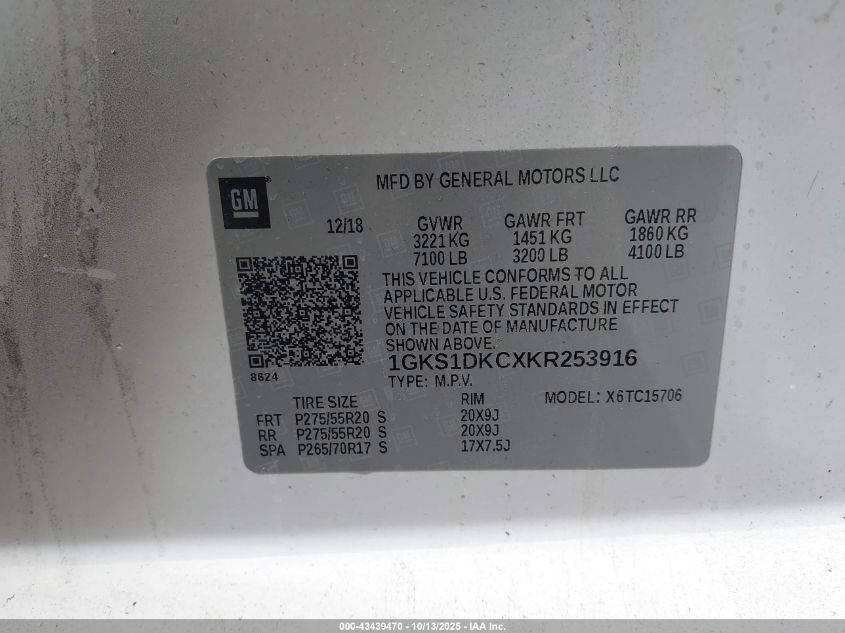 MFD BY GENERAL MOTORS LLC
GM
12/18 GVWR GAWR FRT GAWR RR
3221 KG 1451 KG 1860 KG
7100 LB 3200 LB 4100 LB
THIS VEHICLE CONFORMS TO ALL
APPLICABLE U.S. FEDERAL MOTOR
VEHICLE SAFETY STANDARDS IN EFFECT
ON THE DATE OF MANUFACTURE
SHOWN ABOVE.
8624
1GKS1DKCXKR253916
TYPE: M.P.V.
TIRE SIZE RIM MODEL: X6TC15706
FRT P275/55R20 S 20X9J
RR P275/55R20 S 20X9J
SPA P265/70R17 S 17X7.5J
000-43439470 - 10/13/2025 - IAA Inc.